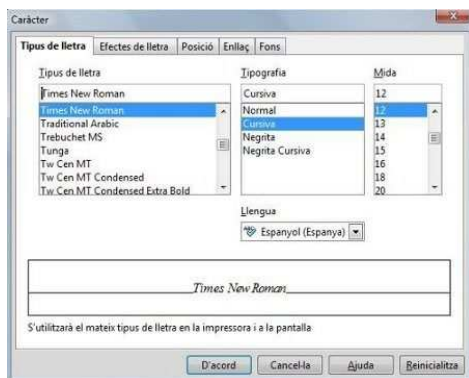 Caràcter
Tipus de lletra Efectes de lletra Posició Enllaç Fons
Tipus de lletra Tipografia Mida
Times New Roman Cursiva 12
Times New Roman Normal 12
Traditional Arabic Cursiva 13
Trebuchet MS Negrita 14
Tunga Negrita Cursiva 15
Tw Cen MT 16
Tw Cen MT Condensed 18
Tw Cen MT Condensed Extra Bold 20
Llengua
Espanyol (Espanya)
Times New Roman
S'utilitzarà el mateix tipus de lletra en la impressora i a la pantalla
D'acord Cancel·la Ajuda Reinicialitza